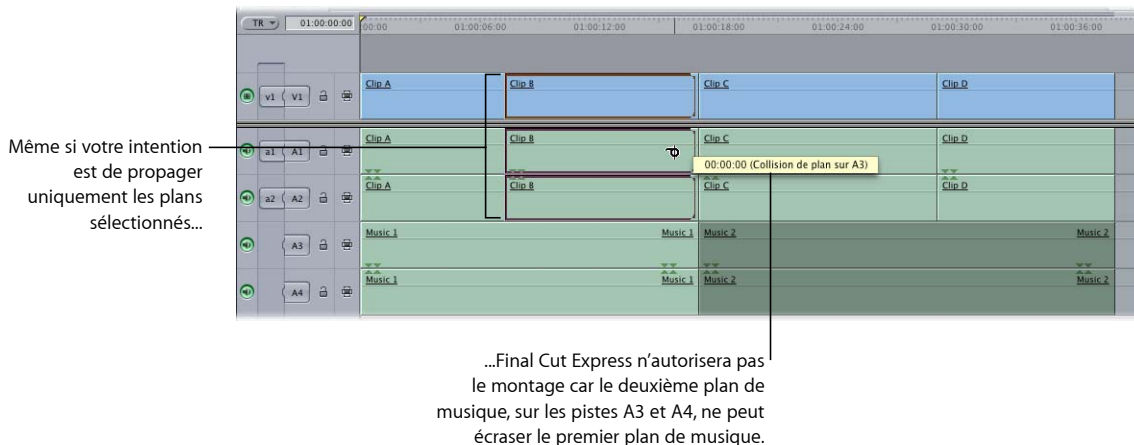 TR 01:00:00:00 00:00 01:00:06:00 01:00:12:00 01:00:18:00 01:00:24:00 01:00:30:00 01:00:36:00
v1 V1 Clip A Clip B Clip C Clip D
Même si votre intention
est de propager
uniquement les plans
sélectionnés...
a1 A1 Clip A Clip B Clip C Clip D
00:00:00 (Collision de plan sur A3)
a2 A2 Clip A Clip B Clip C Clip D
A3 Music 1 Music 1 Music 2 Music 2
A4 Music 1 Music 1 Music 2 Music 2
...Final Cut Express n’autorisera pas
le montage car le deuxième plan de
musique, sur les pistes A3 et A4, ne peut
écraser le premier plan de musique.